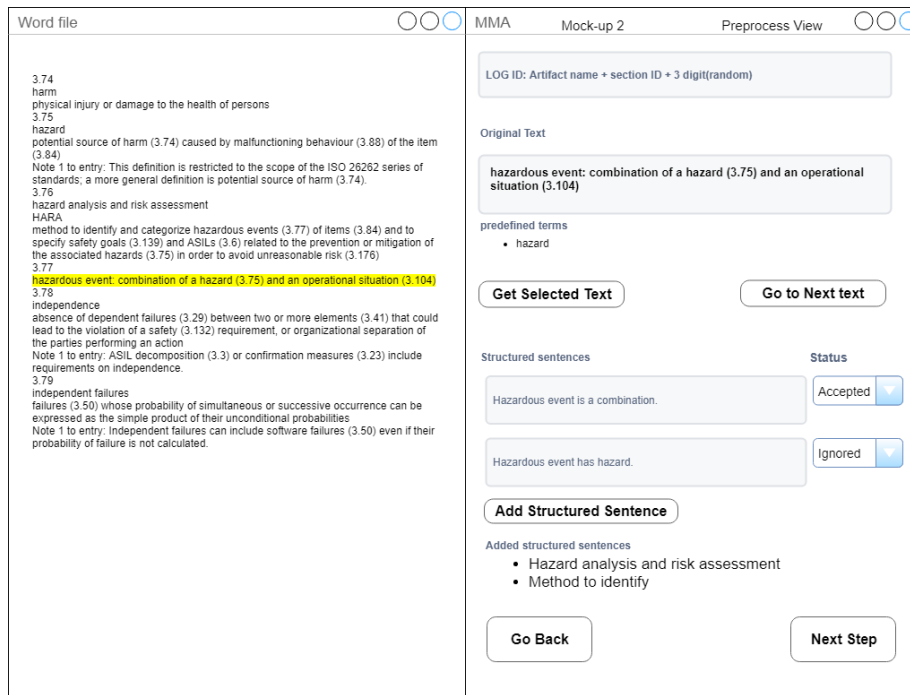 Word file
3.74
harm
physical injury or damage to the health of persons
3.75
hazard
potential source of harm (3.74) caused by malfunctioning behaviour (3.88) of the item
(3.84)
Note 1 to entry: This definition is restricted to the scope of the ISO 26262 series of
standards; a more general definition is potential source of harm (3.74).
3.76
hazard analysis and risk assessment
HARA
method to identify and categorize hazardous events (3.77) of items (3.84) and to
specify safety goals (3.139) and ASILs (3.6) related to the prevention or mitigation of
the associated hazards (3.75) in order to avoid unreasonable risk (3.176)
3.77
hazardous event: combination of a hazard (3.75) and an operational situation (3.104)
3.78
independence
absence of dependent failures (3.29) between two or more elements (3.41) that could
lead to the violation of a safety (3.132) requirement, or organizational separation of
the parties performing an action
Note 1 to entry: ASIL decomposition (3.3) or confirmation measures (3.23) include
requirements on independence.
3.79
independent failures
failures (3.50) whose probability of simultaneous or successive occurrence can be
expressed as the simple product of their unconditional probabilities
Note 1 to entry: Independent failures can include software failures (3.50) even if their
probability of failure is not calculated.
MMA Mock-up 2 Preprocess View
LOG ID: Artifact name + section ID + 3 digit(random)
Original Text
hazardous event: combination of a hazard (3.75) and an operational
situation (3.104)
predefined terms
• hazard
Get Selected Text Go to Next text
Structured sentences Status
Hazardous event is a combination. Accepted
Hazardous event has hazard. Ignored
Add Structured Sentence
Added structured sentences
• Hazard analysis and risk assessment
• Method to identify
Go Back Next Step